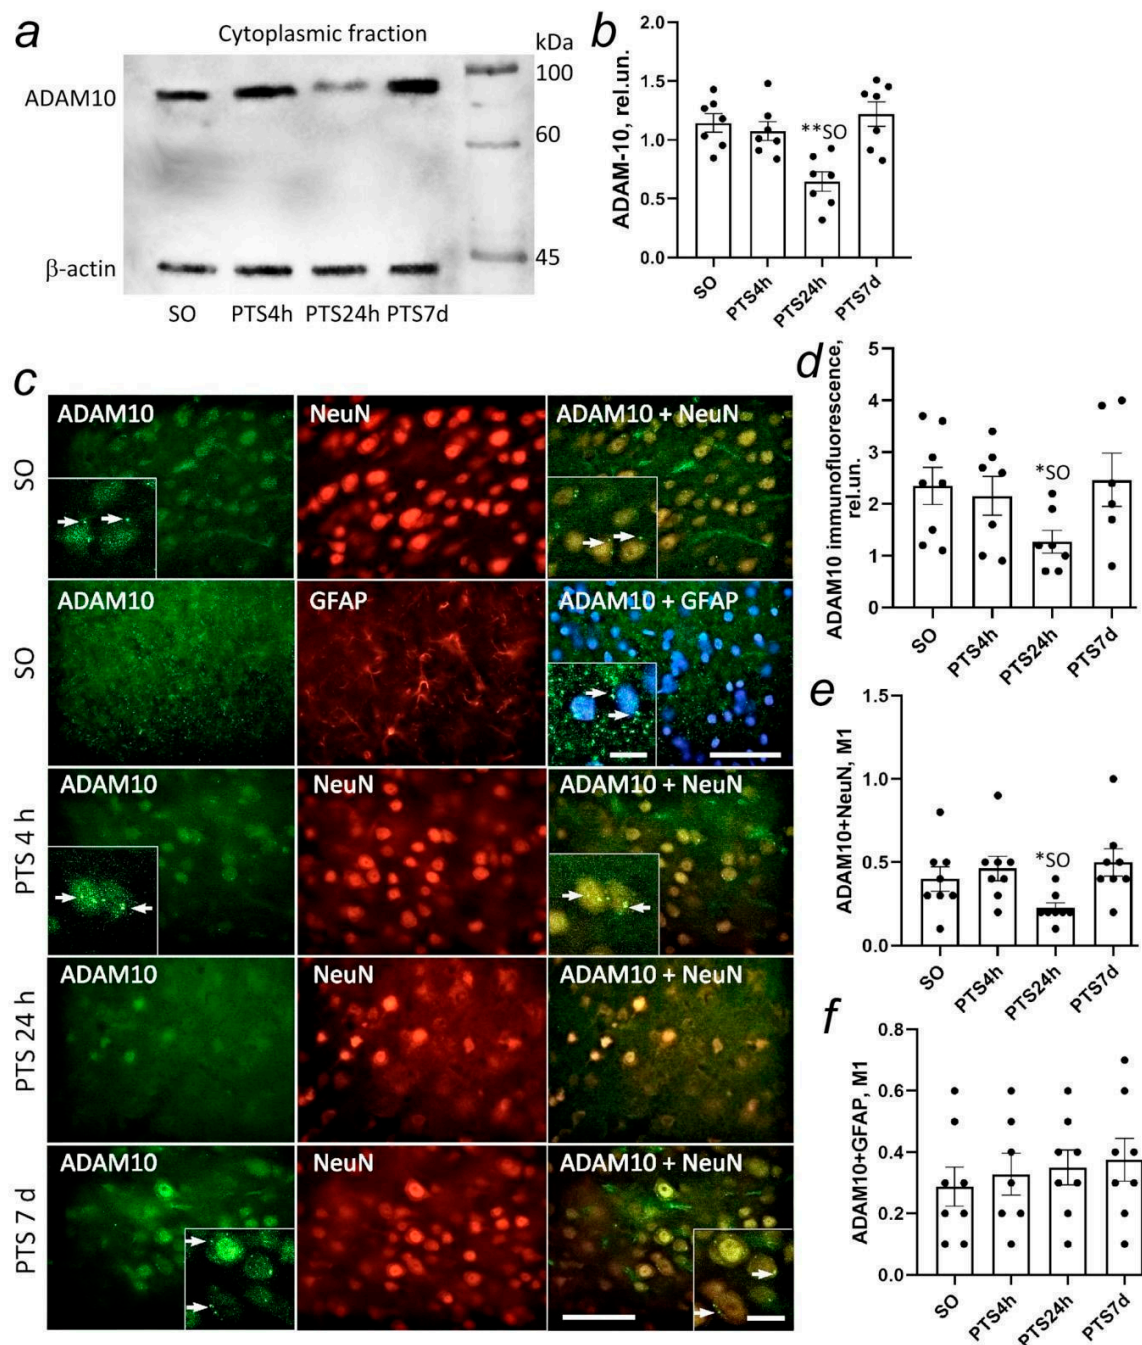 a
Cytoplasmic fraction
kDa
ADAM10
100
60
β-actin
45
SO PTS4h PTS24h PTS7d
b
ADAM-10, rel.un.
2.0
1.5
1.0
0.5
0.0
**SO
SO PTS4h PTS24h PTS7d
c
SO
ADAM10 NeuN ADAM10 + NeuN
SO
ADAM10 GFAP ADAM10 + GFAP
PTS 4 h
ADAM10 NeuN ADAM10 + NeuN
PTS 24 h
ADAM10 NeuN ADAM10 + NeuN
PTS 7 d
ADAM10 NeuN ADAM10 + NeuN
d
ADAM10 immunofluorescence,
rel.un.
5
4
3
2
1
0
*SO
SO PTS4h PTS24h PTS7d
e
ADAM10+NeuN, M1
1.5
1.0
0.5
0.0
*SO
SO PTS4h PTS24h PTS7d
f
ADAM10+GFAP, M1
0.8
0.6
0.4
0.2
0.0
SO PTS4h PTS24h PTS7d